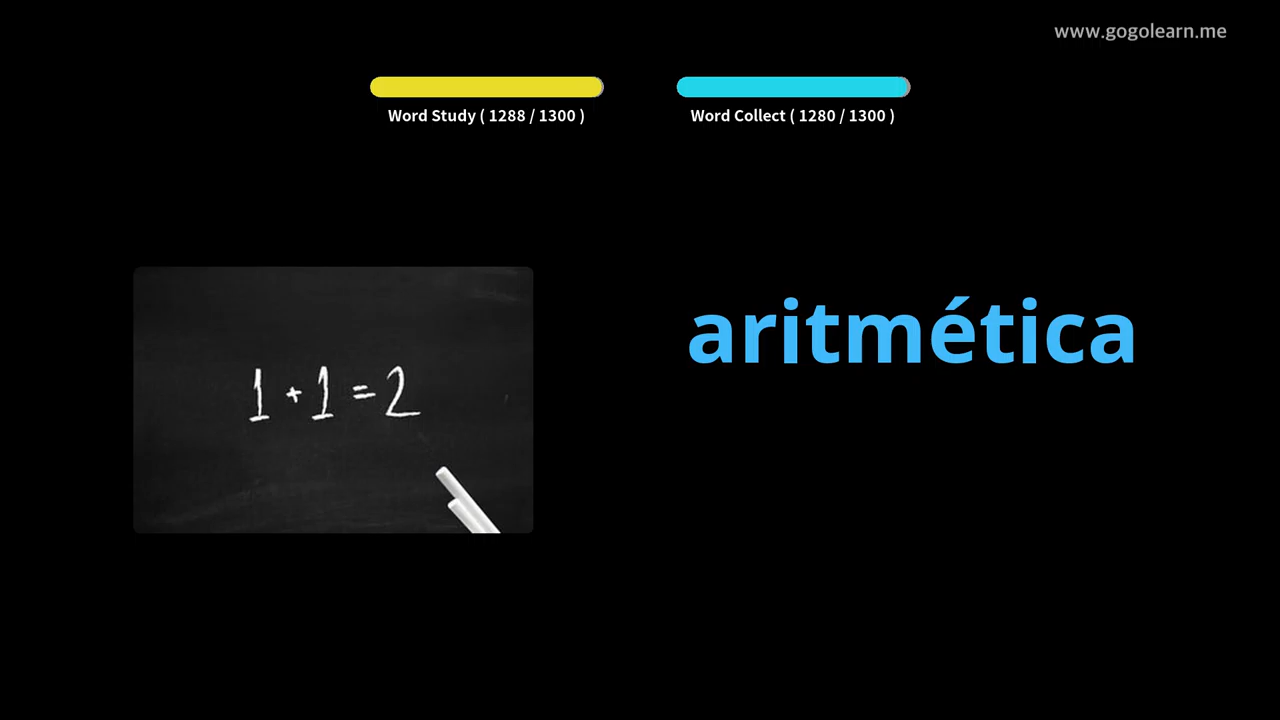 www.gogolearn.me
Word Study ( 1288 / 1300 )
Word Collect ( 1280 / 1300 )
aritmética
1 + 1 = 2